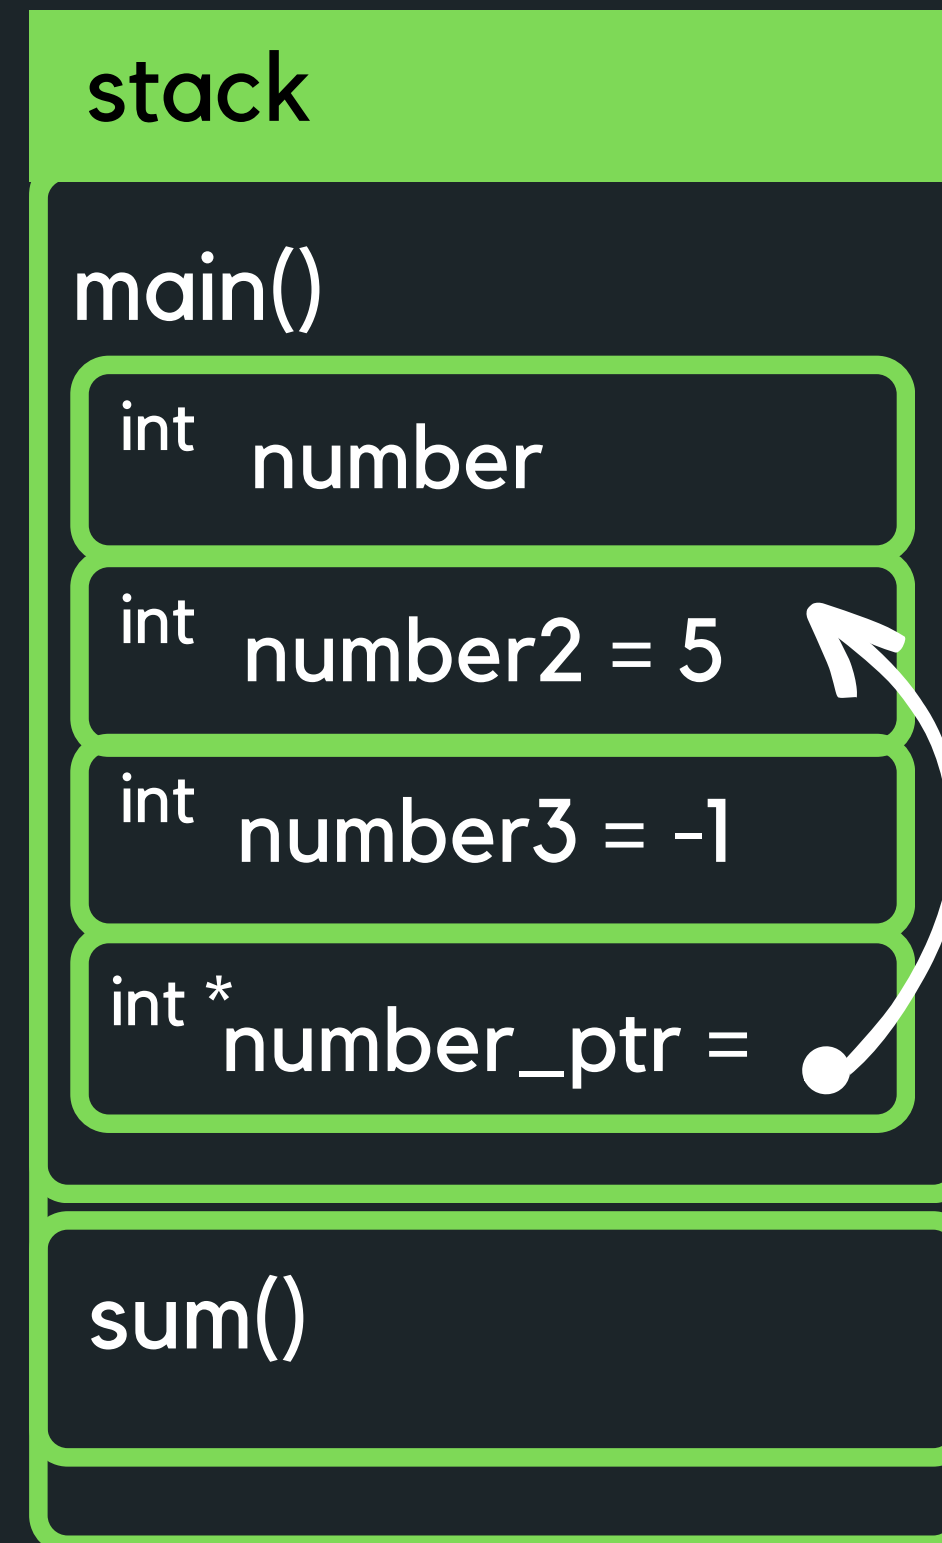 stack
main()
int number
int number2 = 5
int number3 = -1
int * number_ptr =
sum()